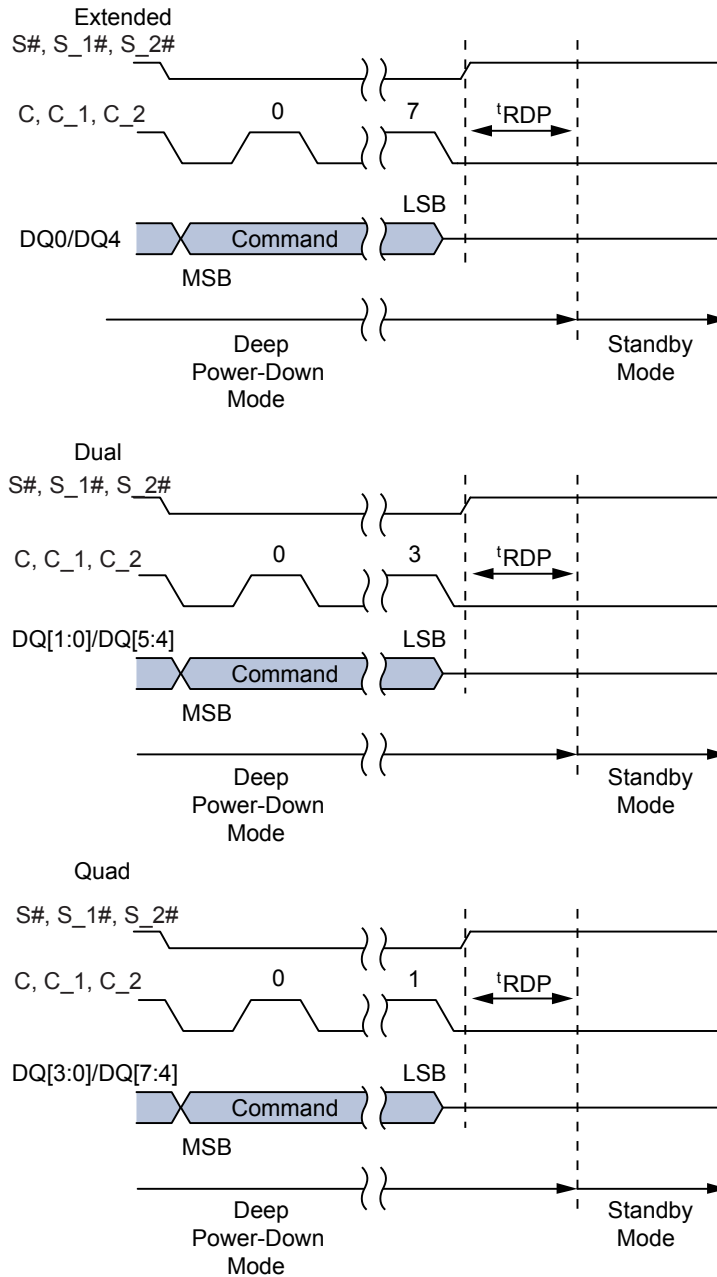 Extended
S#, S_1#, S_2#
C, C_1, C_2
0
7
tRDP
LSB
DQ0/DQ4
Command
MSB
Deep
Power-Down
Mode
Standby
Mode
Dual
S#, S_1#, S_2#
C, C_1, C_2
0
3
tRDP
DQ[1:0]/DQ[5:4]
LSB
Command
MSB
Deep
Power-Down
Mode
Standby
Mode
Quad
S#, S_1#, S_2#
C, C_1, C_2
0
1
tRDP
DQ[3:0]/DQ[7:4]
LSB
Command
MSB
Deep
Power-Down
Mode
Standby
Mode